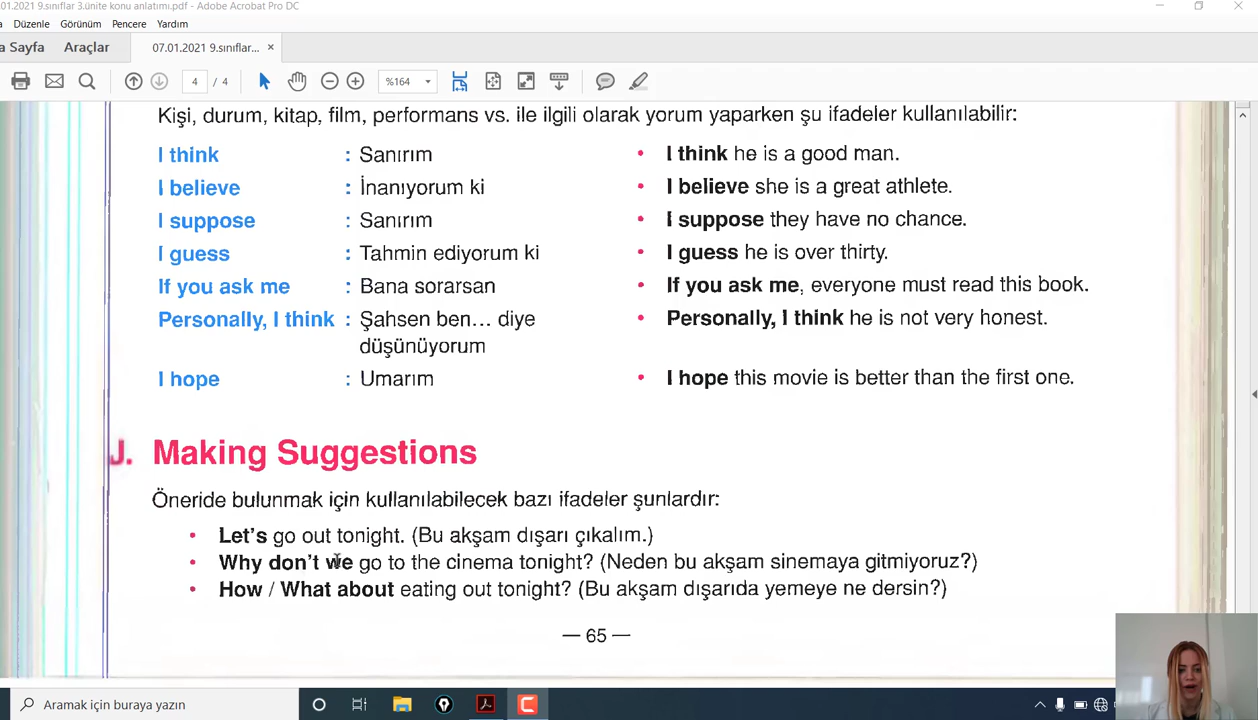 .01.2021 9.sınıflar 3.ünite konu anlatımı.pdf - Adobe Acrobat Pro DC
Düzenle Görünüm Pencere Yardım
a Sayfa Araçlar 07.01.2021 9.sınıflar... ×
4 / 4 %164
Kişi, durum, kitap, film, performans vs. ile ilgili olarak yorum yaparken şu ifadeler kullanılabilir:
I think : Sanırım • I think he is a good man.
I believe : İnanıyorum ki • I believe she is a great athlete.
I suppose : Sanırım • I suppose they have no chance.
I guess : Tahmin ediyorum ki • I guess he is over thirty.
If you ask me : Bana sorarsan • If you ask me, everyone must read this book.
Personally, I think : Şahsen ben... diye • Personally, I think he is not very honest.
düşünüyorum
I hope : Umarım • I hope this movie is better than the first one.
J. Making Suggestions
Öneride bulunmak için kullanılabilecek bazı ifadeler şunlardır:
• Let's go out tonight. (Bu akşam dışarı çıkalım.)
• Why don't we go to the cinema tonight? (Neden bu akşam sinemaya gitmiyoruz?)
• How / What about eating out tonight? (Bu akşam dışarıda yemeye ne dersin?)
— 65 —
Aramak için buraya yazın